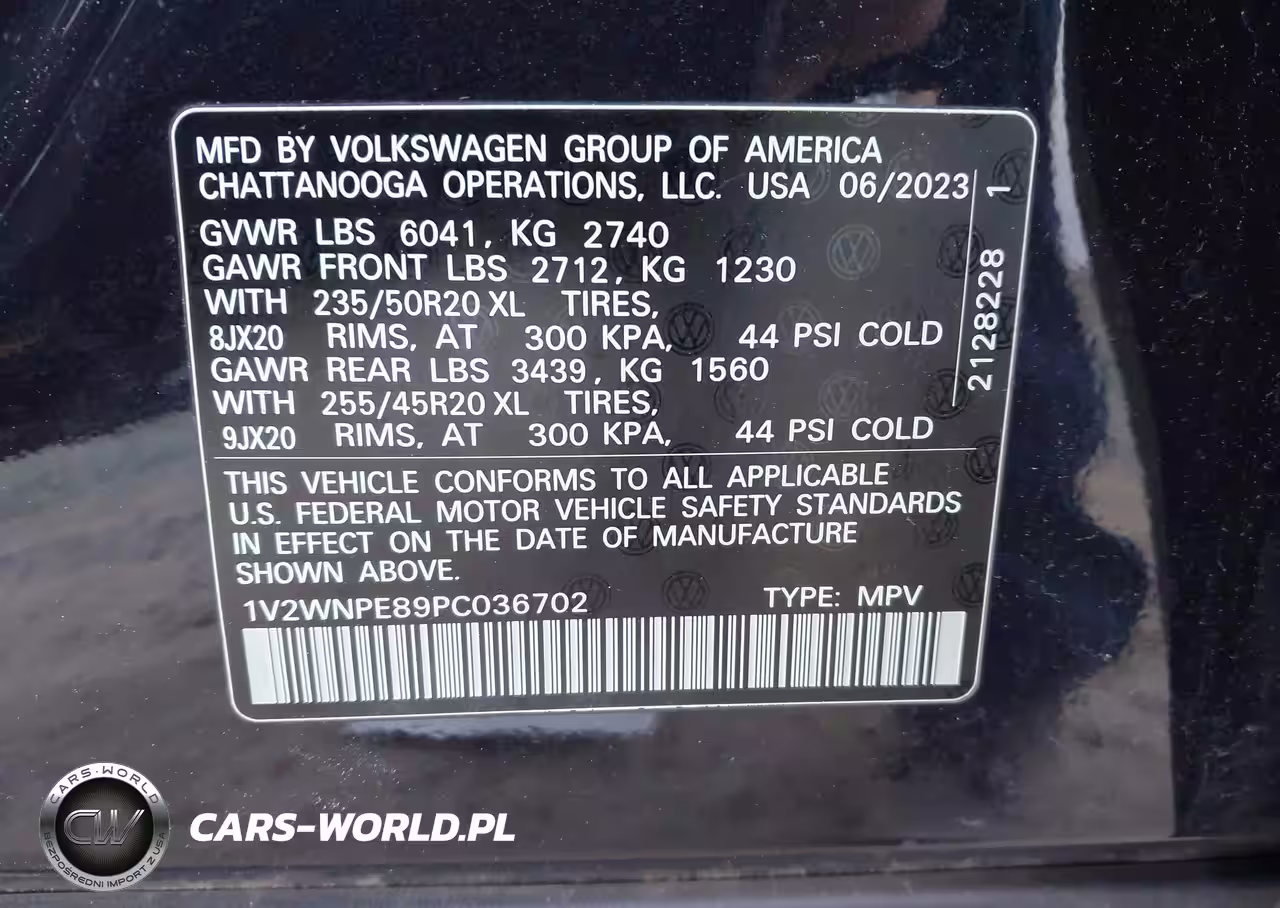 MFD BY VOLKSWAGEN GROUP OF AMERICA
CHATTANOOGA OPERATIONS, LLC. USA 06/2023
GVWR LBS 6041, KG 2740
GAWR FRONT LBS 2712, KG 1230
WITH 235/50R20 XL TIRES,
8JX20 RIMS, AT 300 KPA, 44 PSI COLD
GAWR REAR LBS 3439, KG 1560
WITH 255/45R20 XL TIRES,
9JX20 RIMS, AT 300 KPA, 44 PSI COLD
2128228 1
THIS VEHICLE CONFORMS TO ALL APPLICABLE
U.S. FEDERAL MOTOR VEHICLE SAFETY STANDARDS
IN EFFECT ON THE DATE OF MANUFACTURE
SHOWN ABOVE.
1V2WNPE89PC036702 TYPE: MPV
CARS-WORLD
CW
BEZPOŚREDNI IMPORT Z USA
CARS-WORLD.PL